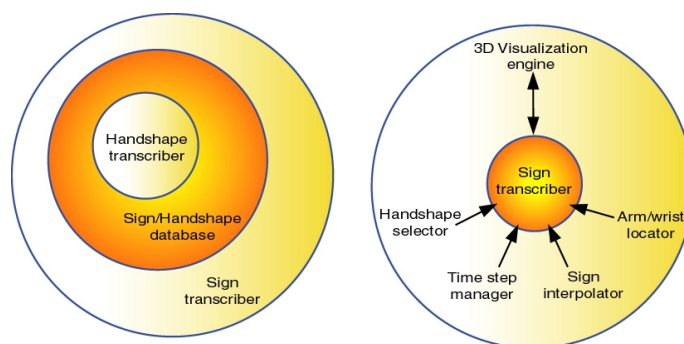 Handshape
transcriber
Sign/Handshape
database
Sign
transcriber
3D Visualization
engine
Sign
transcriber
Handshape
selector
Arm/wrist
locator
Time step
manager
Sign
interpolator